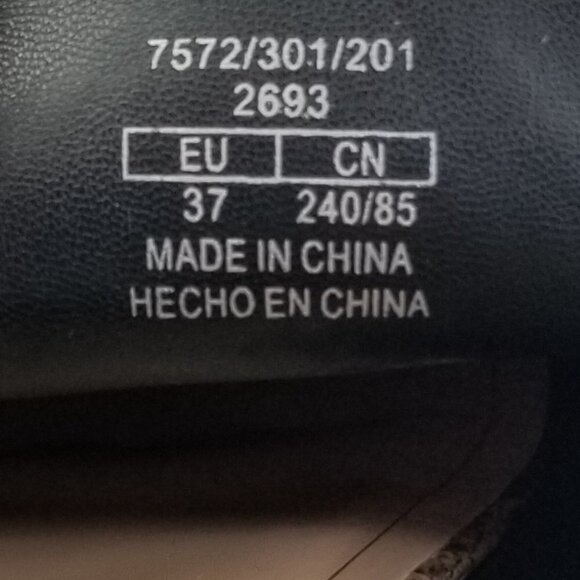 7572/301/201
2693
EU CN
37 240/85
MADE IN CHINA
HECHO EN CHINA